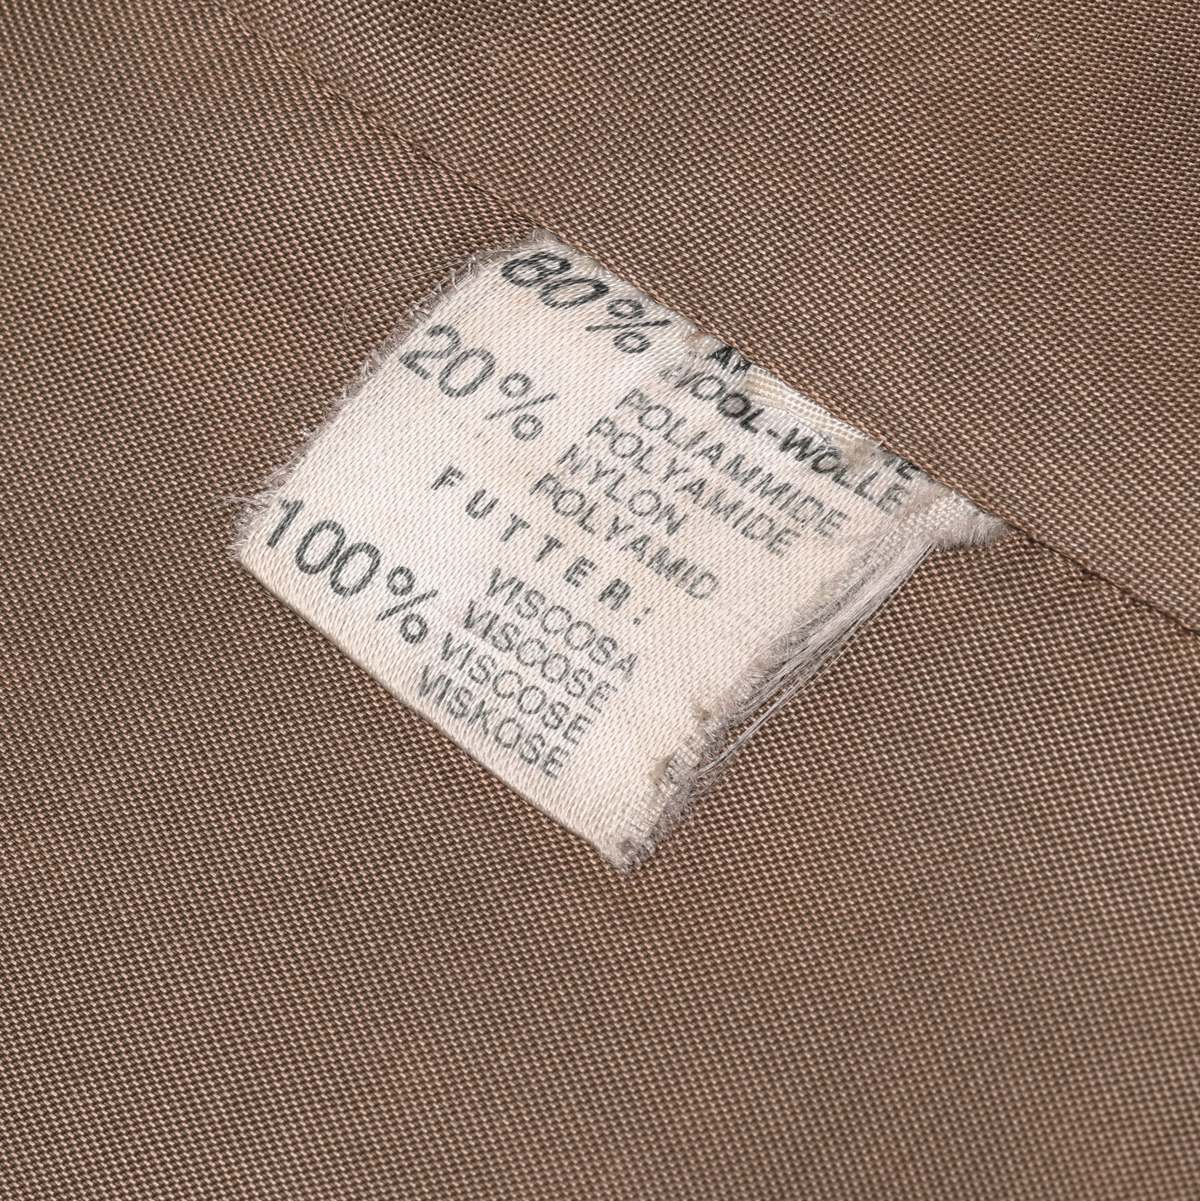 80%
WOOL-WOLLE
20% POLIAMMIDE
POLYAMIDE
NYLON
POLYAMID
FUTTER:
100% VISCOSA
VISCOSE
VISCOSE
VISKOSE